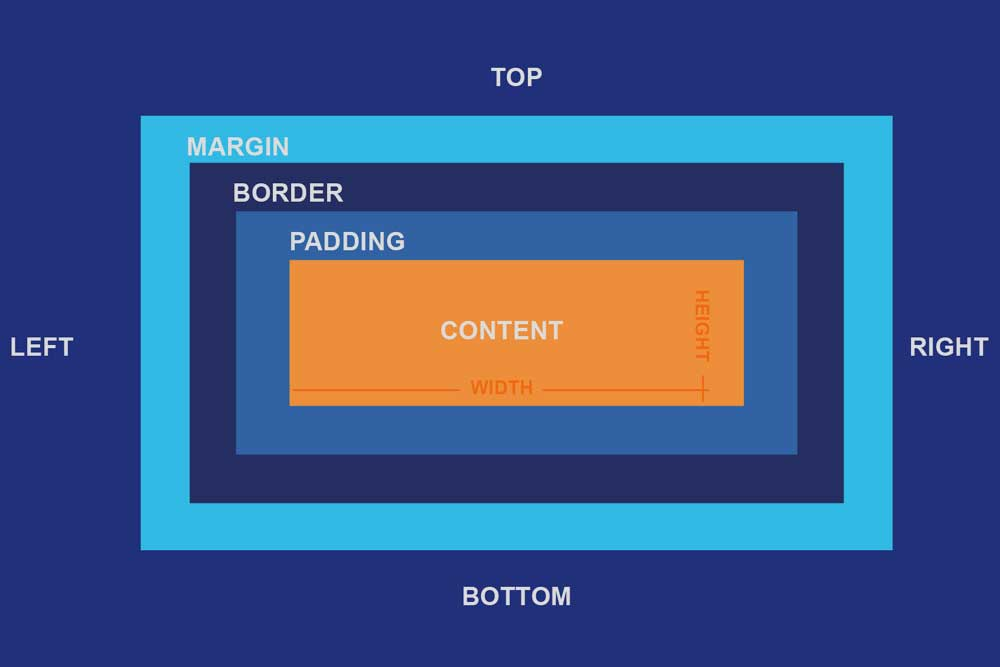 TOP
MARGIN
BORDER
PADDING
HEIGHT
CONTENT
LEFT
RIGHT
WIDTH
BOTTOM